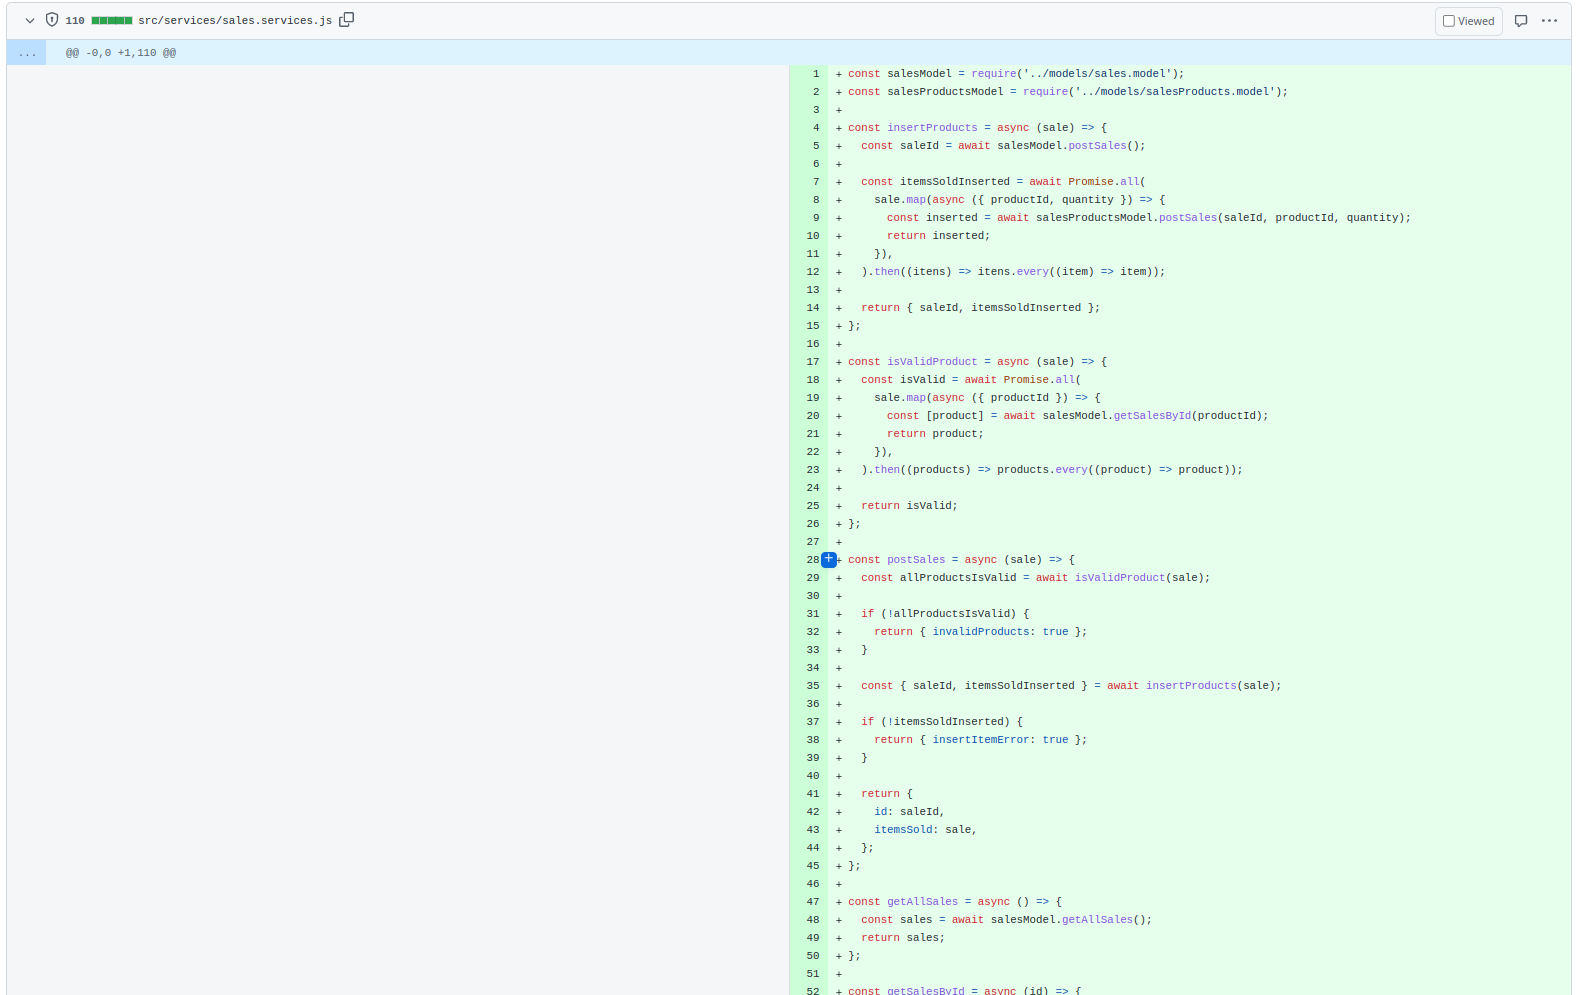 110 src/services/sales.services.js Viewed
... @@ -0,0 +1,110 @@
1 + const salesModel = require('../models/sales.model');
2 + const salesProductsModel = require('../models/salesProducts.model');
3 +
4 + const insertProducts = async (sale) => {
5 +   const saleId = await salesModel.postSales();
6 +
7 +   const itemsSoldInserted = await Promise.all(
8 +     sale.map(async ({ productId, quantity }) => {
9 +       const inserted = await salesProductsModel.postSales(saleId, productId, quantity);
10 +       return inserted;
11 +     }),
12 +   ).then((itens) => itens.every((item) => item));
13 +
14 +   return { saleId, itemsSoldInserted };
15 + };
16 +
17 + const isValidProduct = async (sale) => {
18 +   const isValid = await Promise.all(
19 +     sale.map(async ({ productId }) => {
20 +       const [product] = await salesModel.getSalesById(productId);
21 +       return product;
22 +     }),
23 +   ).then((products) => products.every((product) => product));
24 +
25 +   return isValid;
26 + };
27 +
28 + const postSales = async (sale) => {
29 +   const allProductsIsValid = await isValidProduct(sale);
30 +
31 +   if (!allProductsIsValid) {
32 +     return { invalidProducts: true };
33 +   }
34 +
35 +   const { saleId, itemsSoldInserted } = await insertProducts(sale);
36 +
37 +   if (!itemsSoldInserted) {
38 +     return { insertItemError: true };
39 +   }
40 +
41 +   return {
42 +     id: saleId,
43 +     itemsSold: sale,
44 +   };
45 + };
46 +
47 + const getAllSales = async () => {
48 +   const sales = await salesModel.getAllSales();
49 +   return sales;
50 + };
51 +
52 + const getSalesById = async (id) => {